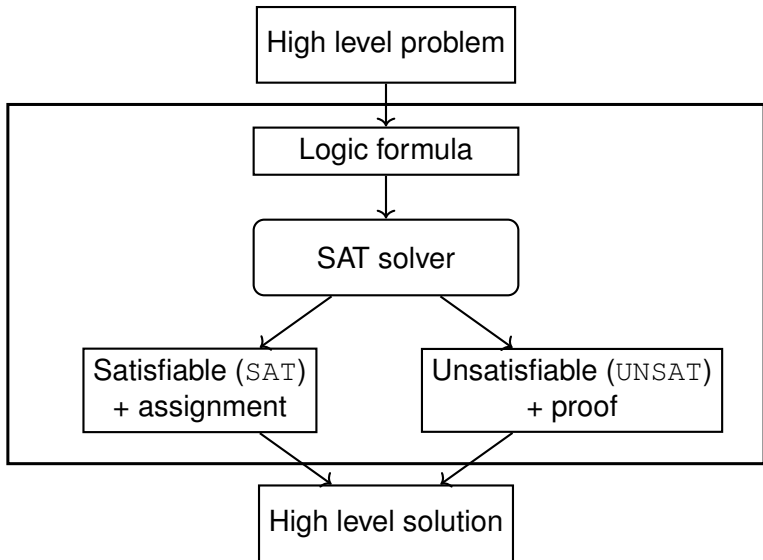 High level problem
Logic formula
SAT solver
Satisfiable (SAT)
+ assignment
Unsatisfiable (UNSAT)
+ proof
High level solution